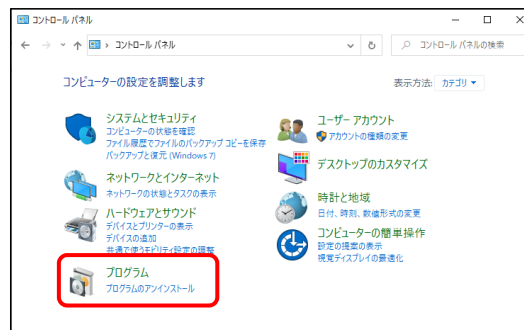 コントロール パネル
コントロール パネル
コントロール パネルの検索
コンピューターの設定を調整します
表示方法: カテゴリ
システムとセキュリティ
コンピューターの状態を確認
ファイル履歴でファイルのバックアップ コピーを保存
バックアップと復元 (Windows 7)
ネットワークとインターネット
ネットワークの状態とタスクの表示
ハードウェアとサウンド
デバイスとプリンターの表示
デバイスの追加
共通で使うモビリティ設定の調整
プログラム
プログラムのアンインストール
ユーザー アカウント
アカウントの種類の変更
デスクトップのカスタマイズ
時計と地域
日付、時刻、数値形式の変更
コンピューターの簡単操作
設定の提案の表示
視覚ディスプレイの最適化